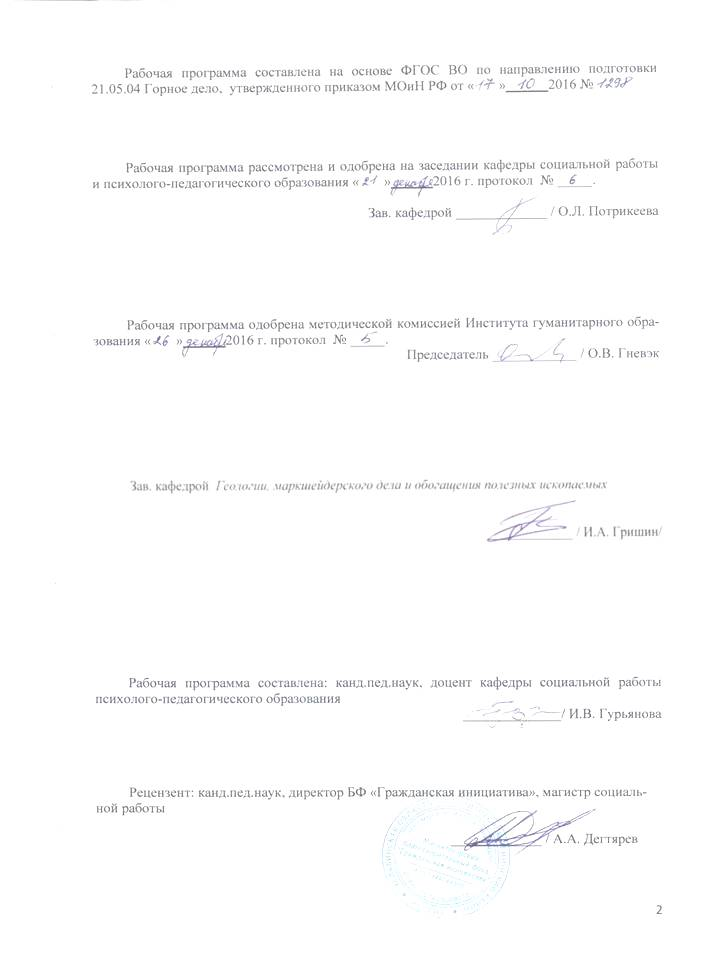 Рабочая программа составлена на основе ФГОС ВО по направлению подготовки
21.05.04 Горное дело, утвержденного приказом МОиН РФ от «17» 10 2016 № 1298
Рабочая программа рассмотрена и одобрена на заседании кафедры социальной работы
и психолого-педагогического образования «21» декабря 2016 г. протокол № 6.
Зав. кафедрой / О.Л. Потрикеева
Рабочая программа одобрена методической комиссией Института гуманитарного обра-
зования «26» декабря 2016 г. протокол № 5.
Председатель / О.В. Гневэк
Зав. кафедрой Геологии, маркшейдерского дела и обогащения полезных ископаемых
/ И.А. Гришин/
Рабочая программа составлена: канд.пед.наук, доцент кафедры социальной работы
психолого-педагогического образования
/ И.В. Гурьянова
Рецензент: канд.пед.наук, директор БФ «Гражданская инициатива», магистр социаль-
ной работы
/ А.А. Дегтярев
2